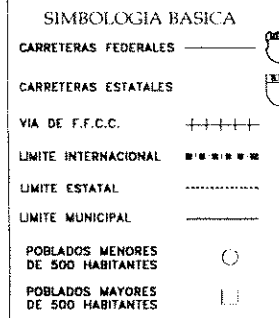 SIMBOLOGIA BASICA
CARRETERAS FEDERALES
CARRETERAS ESTATALES
VIA DE F.F.C.C.
LIMITE INTERNACIONAL
LIMITE ESTATAL
LIMITE MUNICIPAL
POBLADOS MENORES
DE 500 HABITANTES
POBLADOS MAYORES
DE 500 HABITANTES